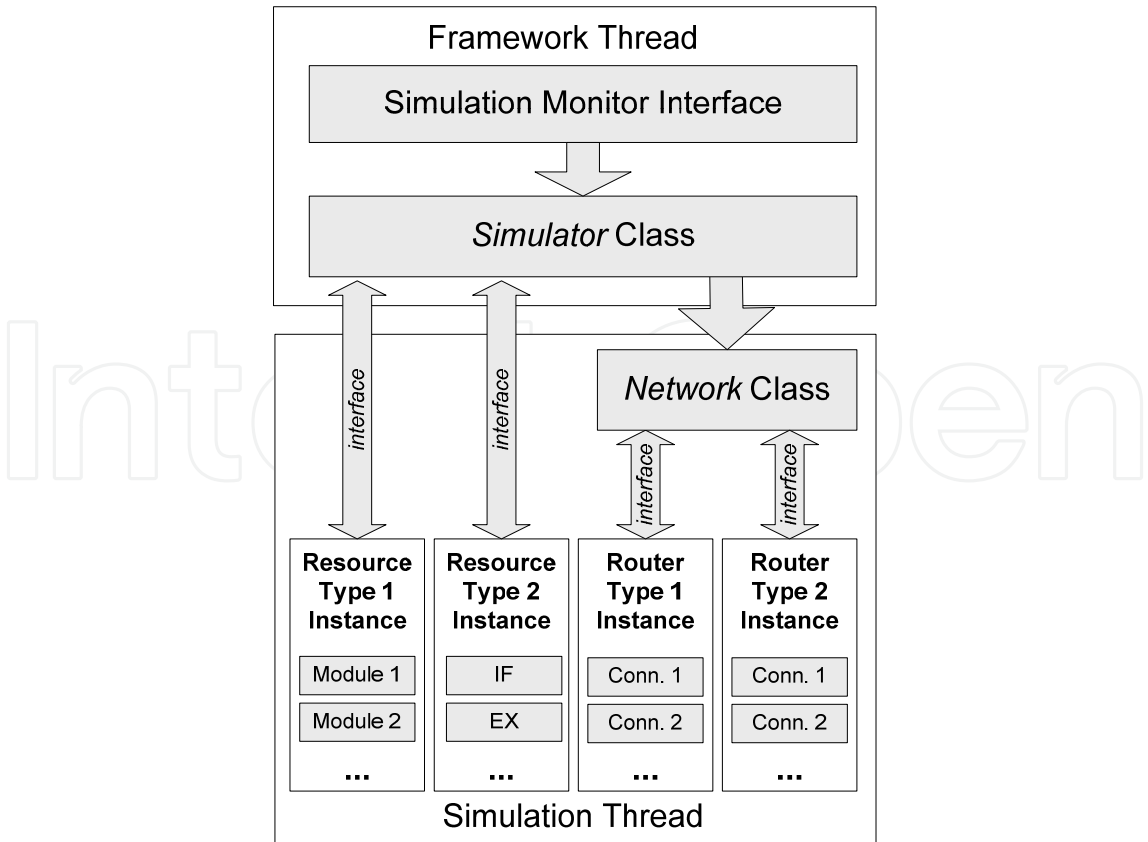 Framework Thread
Simulation Monitor Interface
Simulator Class
interface
interface
Network Class
interface
interface
Resource
Type 1
Instance
Module 1
Module 2
...
Resource
Type 2
Instance
IF
EX
...
Router
Type 1
Instance
Conn. 1
Conn. 2
...
Router
Type 2
Instance
Conn. 1
Conn. 2
...
Simulation Thread